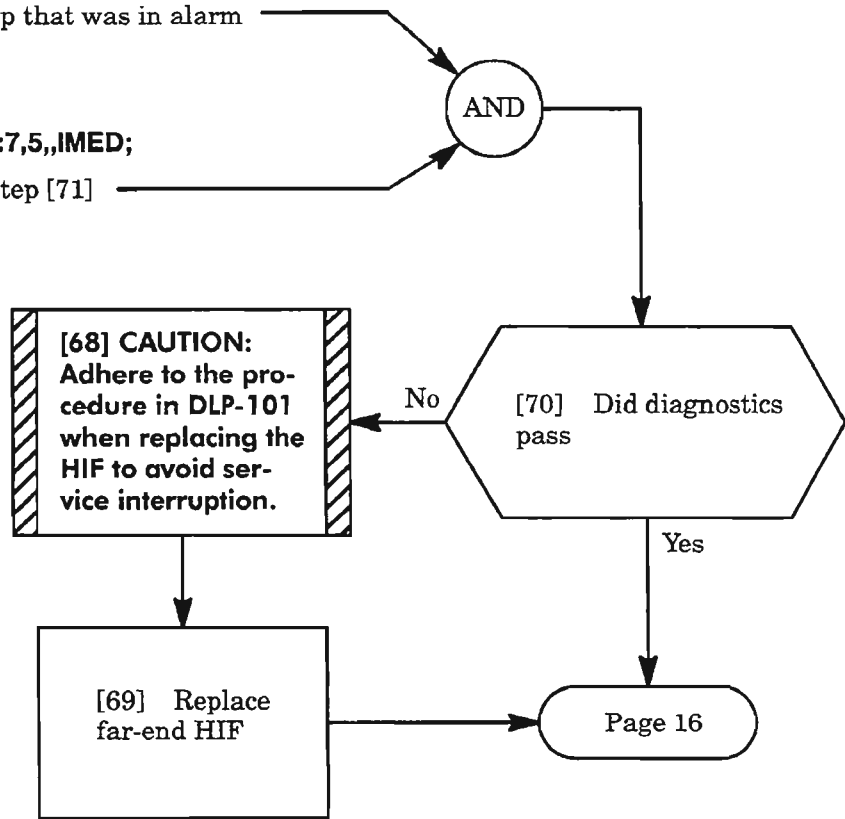 p that was in alarm
AND
:7,5,,IMED;
tep [71]
[68] CAUTION:
Adhere to the pro-
cedure in DLP-101
when replacing the
HIF to avoid ser-
vice interruption.
No
[70] Did diagnostics
pass
Yes
[69] Replace
far-end HIF
Page 16